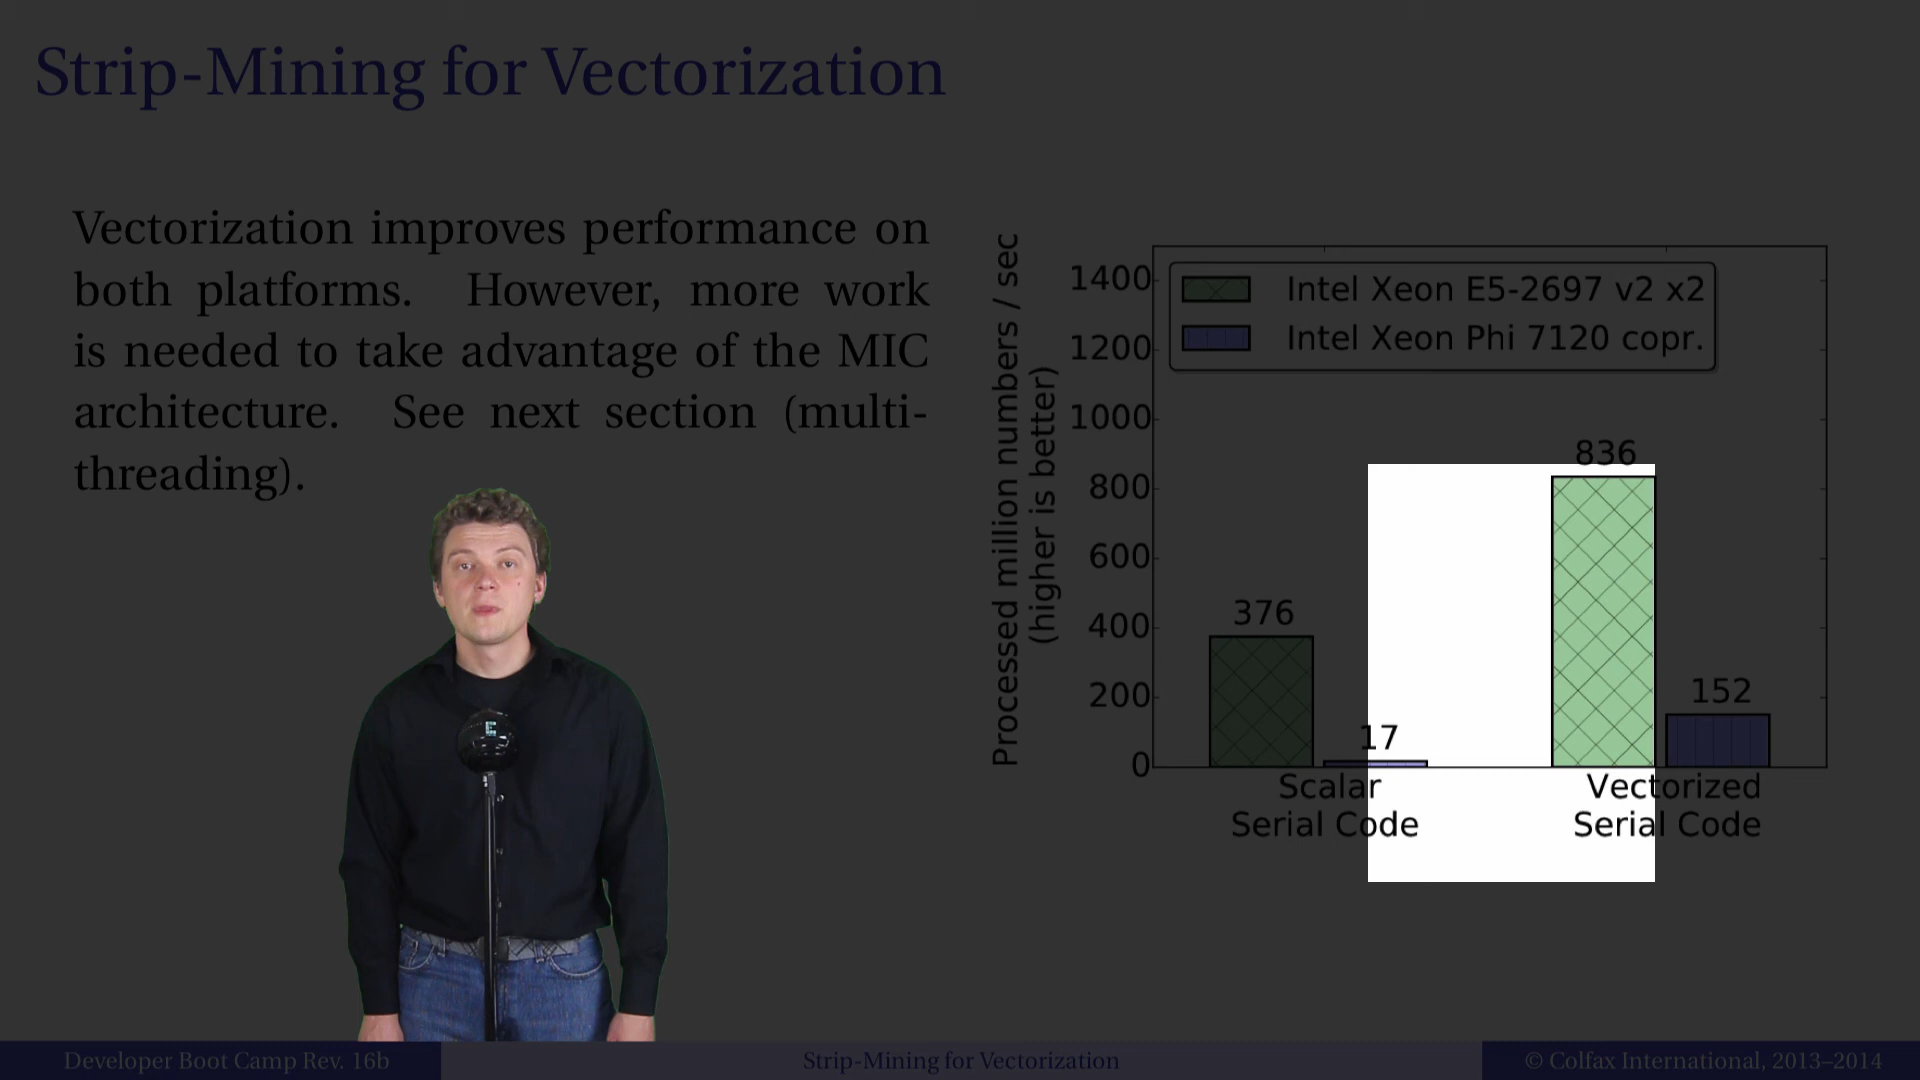 Strip-Mining for Vectorization
Vectorization improves performance on
both platforms. However, more work
is needed to take advantage of the MIC
architecture. See next section (multi-
threading).
Processed million numbers / sec
(higher is better)
1400
1200
1000
800
600
400
200
0
Intel Xeon E5-2697 v2 x2
Intel Xeon Phi 7120 copr.
376
17
836
152
Scalar
Serial Code
Vectorized
Serial Code
Developer Boot Camp Rev. 16b
Strip-Mining for Vectorization
© Colfax International, 2013–2014